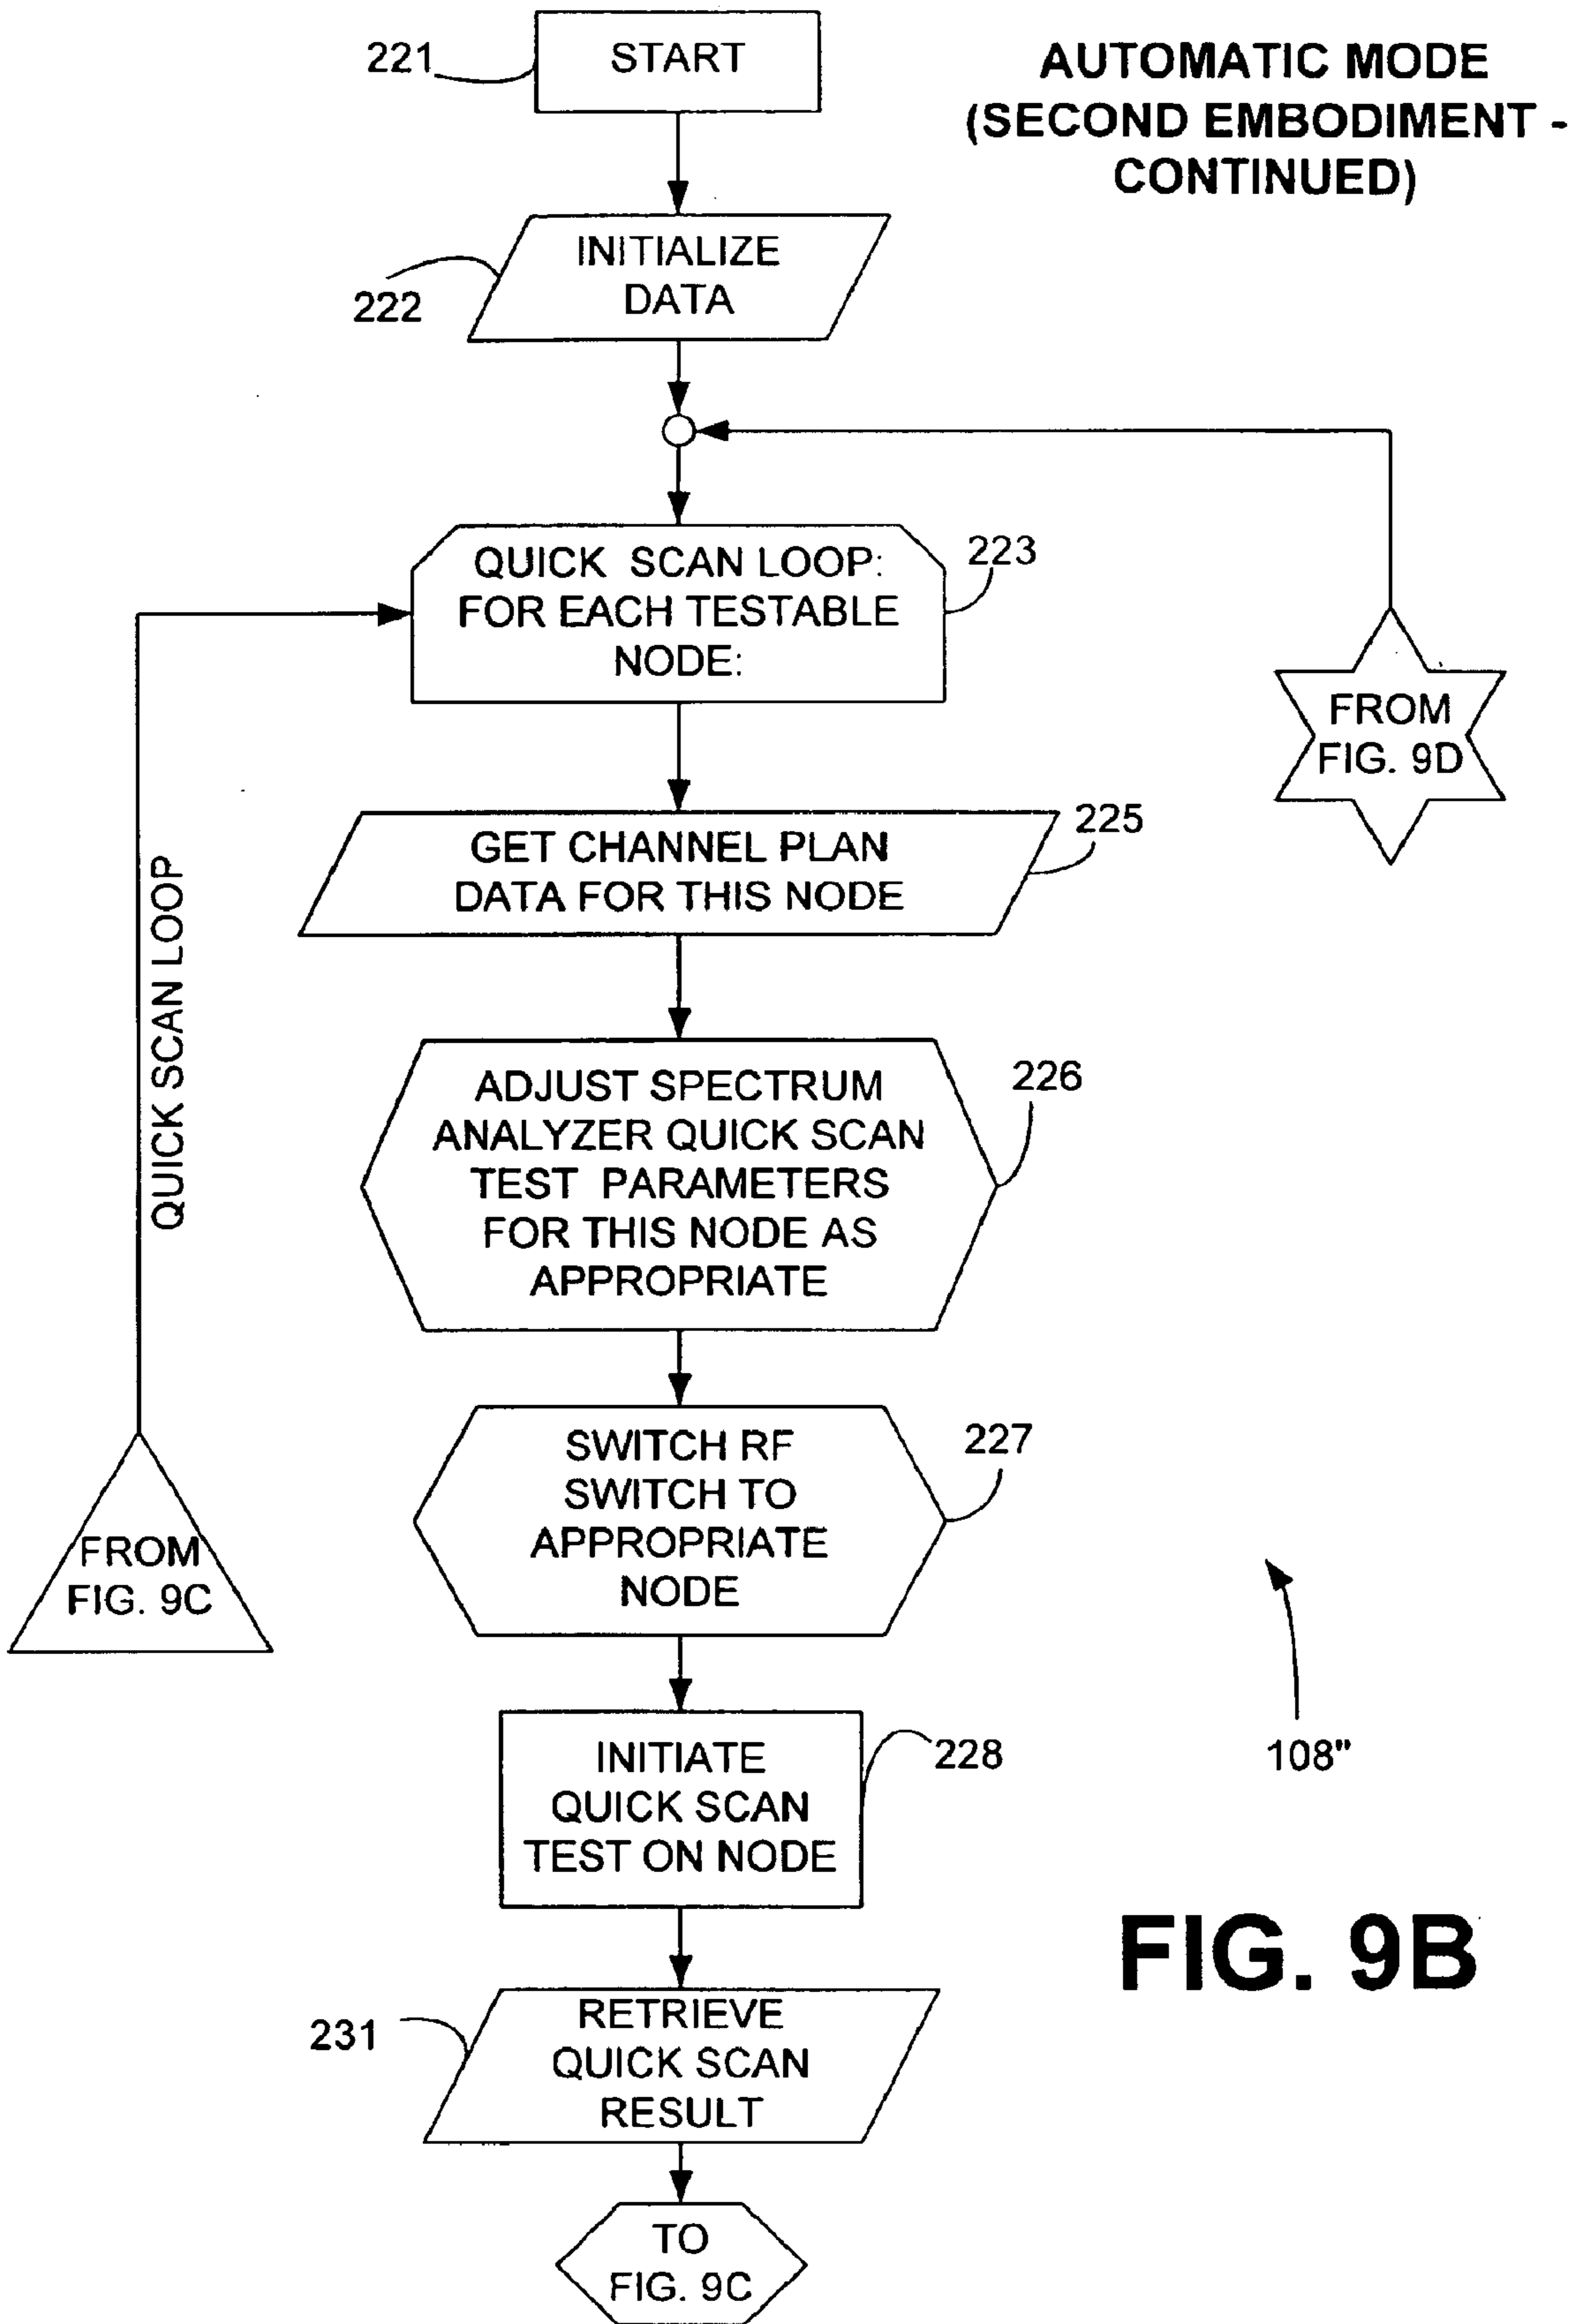 221
START
AUTOMATIC MODE
(SECOND EMBODIMENT -
CONTINUED)
222
INITIALIZE
DATA
QUICK SCAN LOOP:
FOR EACH TESTABLE
NODE:
223
FROM
FIG. 9D
GET CHANNEL PLAN
DATA FOR THIS NODE
225
QUICK SCAN LOOP
ADJUST SPECTRUM
ANALYZER QUICK SCAN
TEST PARAMETERS
FOR THIS NODE AS
APPROPRIATE
226
SWITCH RF
SWITCH TO
APPROPRIATE
NODE
227
FROM
FIG. 9C
INITIATE
QUICK SCAN
TEST ON NODE
228
108"
FIG. 9B
231
RETRIEVE
QUICK SCAN
RESULT
TO
FIG. 9C